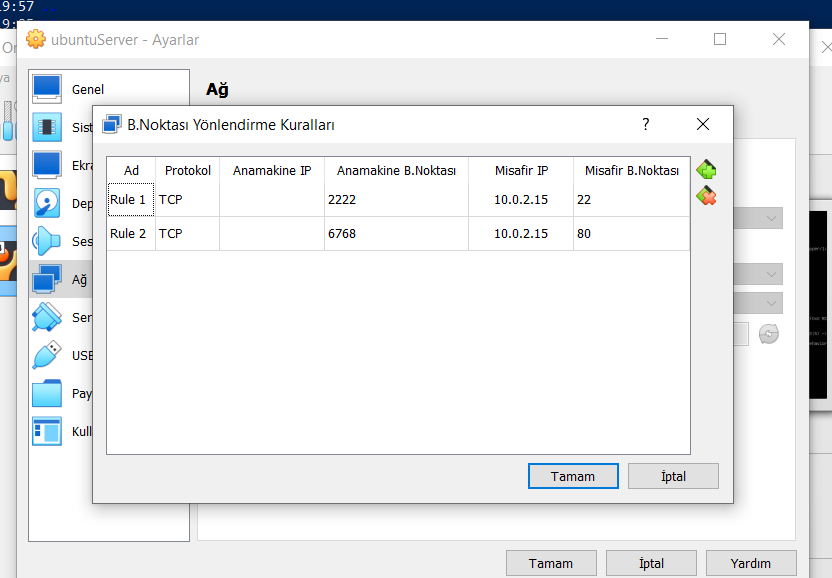 19:57
ubuntuServer - Ayarlar
Genel
Ağ
Sist
B.Noktası Yönlendirme Kuralları
?
Ekra
Ad Protokol Anamakine IP Anamakine B.Noktası Misafir IP Misafir B.Noktası
Rule 1 TCP 2222 10.0.2.15 22
Rule 2 TCP 6768 10.0.2.15 80
Dep
Ses
Ağ
Ser
USB
Pay
Kull
Tamam İptal
Tamam İptal Yardım